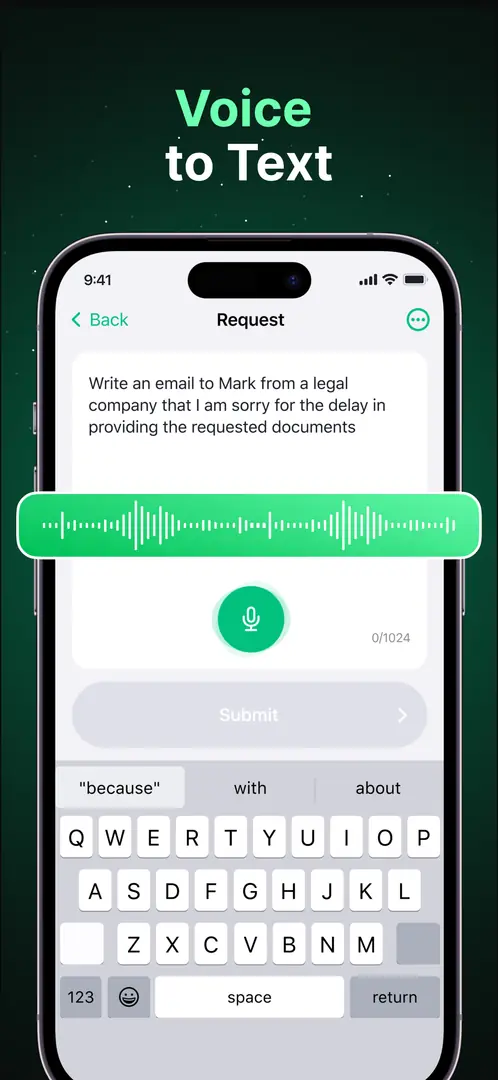 Voice
to Text
9:41
Back
Request
Write an email to Mark from a legal
company that I am sorry for the delay in
providing the requested documents
0/1024
Submit
"because" with about
Q W E R T Y U I O P
A S D F G H J K L
Z X C V B N M
123 space return